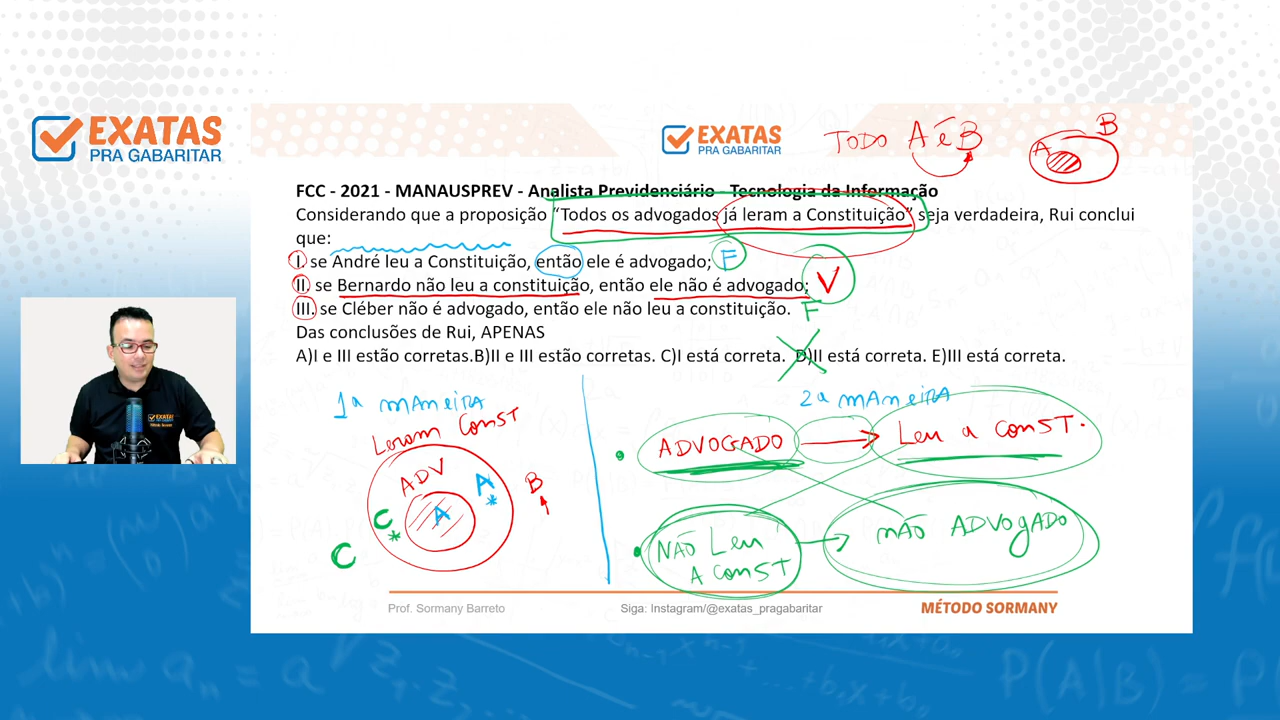 EXATAS
PRA GABARITAR
EXATAS
PRA GABARITAR
TODO A é B
A
B
FCC - 2021 - MANAUSPREV - Analista Previdenciário - Tecnologia da Informação
Considerando que a proposição “Todos os advogados já leram a Constituição” seja verdadeira, Rui conclui
que:
I. se André leu a Constituição, então ele é advogado; F
II. se Bernardo não leu a constituição, então ele não é advogado; V
III. se Cléber não é advogado, então ele não leu a constituição. F
Das conclusões de Rui, APENAS
A)I e III estão corretas.B)II e III estão corretas. C)I está correta. D)II está correta. E)III está correta.
1a mAneiRA
Leram ConsT
ADV
A
A
B
C
C
2a mAneiRA
ADVOGADO → Leu a consT.
NÃO Leu
A consT
→ nÃO ADVOgADO
Prof. Sormany Barreto
Siga: Instagram/@exatas_pragabaritar
MÉTODO SORMANY